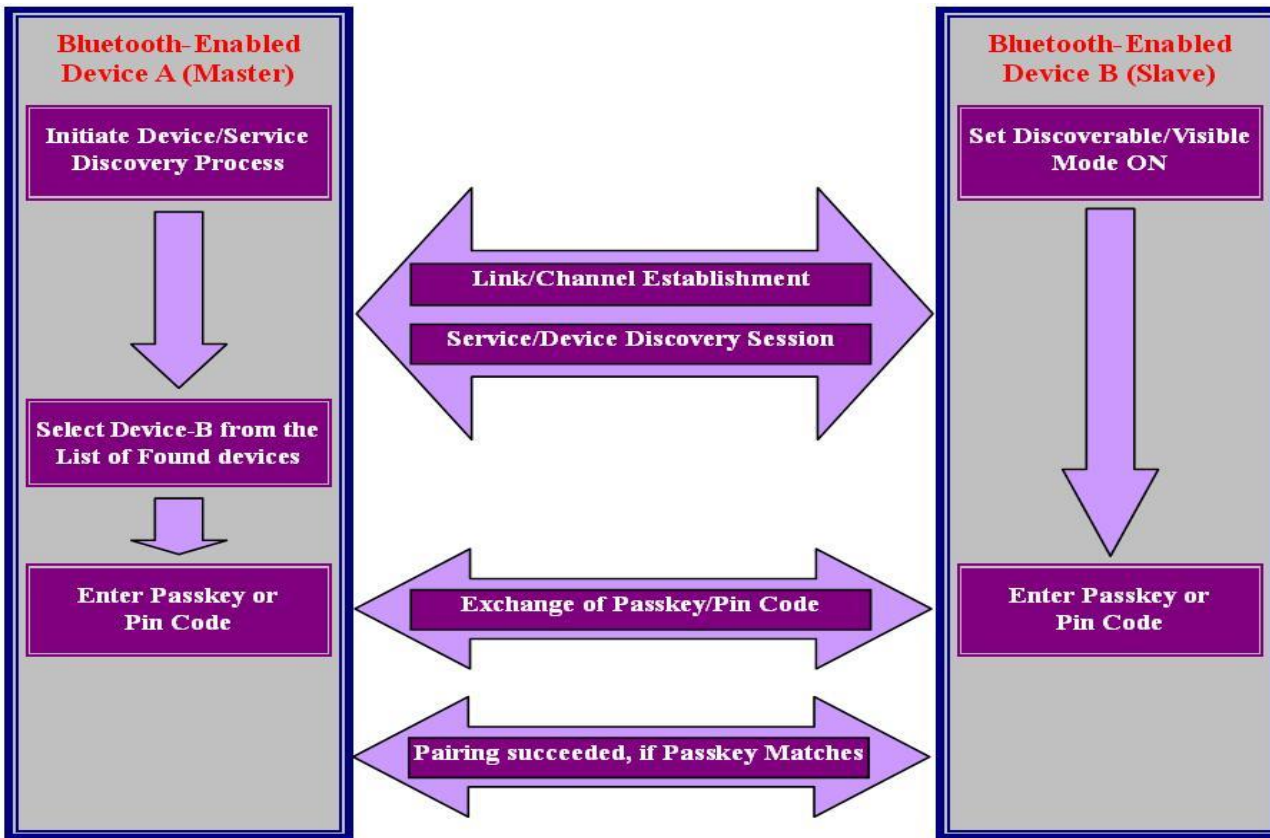 Bluetooth-Enabled
Device A (Master)
Initiate Device/Service
Discovery Process
Select Device-B from the
List of Found devices
Enter Passkey or
Pin Code
Link/Channel Establishment
Service/Device Discovery Session
Exchange of Passkey/Pin Code
Pairing succeeded, if Passkey Matches
Bluetooth-Enabled
Device B (Slave)
Set Discoverable/Visible
Mode ON
Enter Passkey or
Pin Code